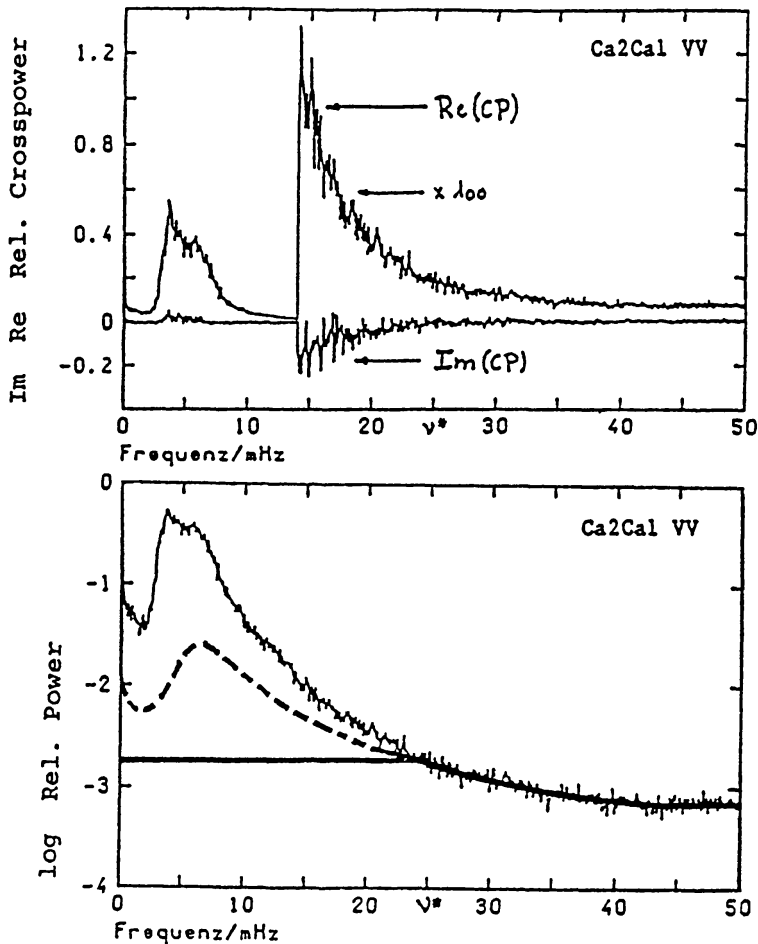 Im Re Rel. Crosspower
1.2
0.8
0.4
0
-0.2
Ca2Cal VV
Re(CP)
x 100
Im(CP)
0 10 20 ν* 30 40 50
Frequenz/mHz
log Rel. Power
0
-1
-2
-3
-4
Ca2Cal VV
0 10 20 ν* 30 40 50
Frequenz/mHz